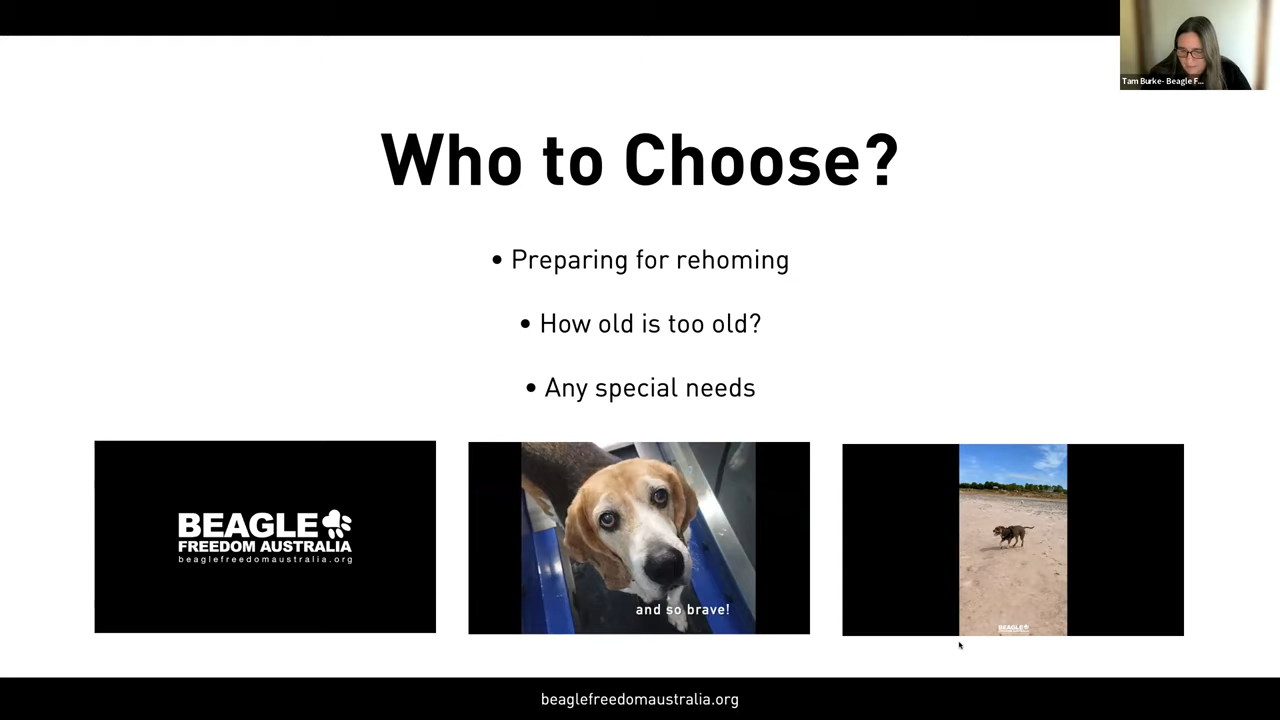 Tam Burke- Beagle F...
Who to Choose?
• Preparing for rehoming
• How old is too old?
• Any special needs
BEAGLE
FREEDOM AUSTRALIA
beaglefreedomaustralia.org
and so brave!
BEAGLE
beaglefreedomaustralia.org